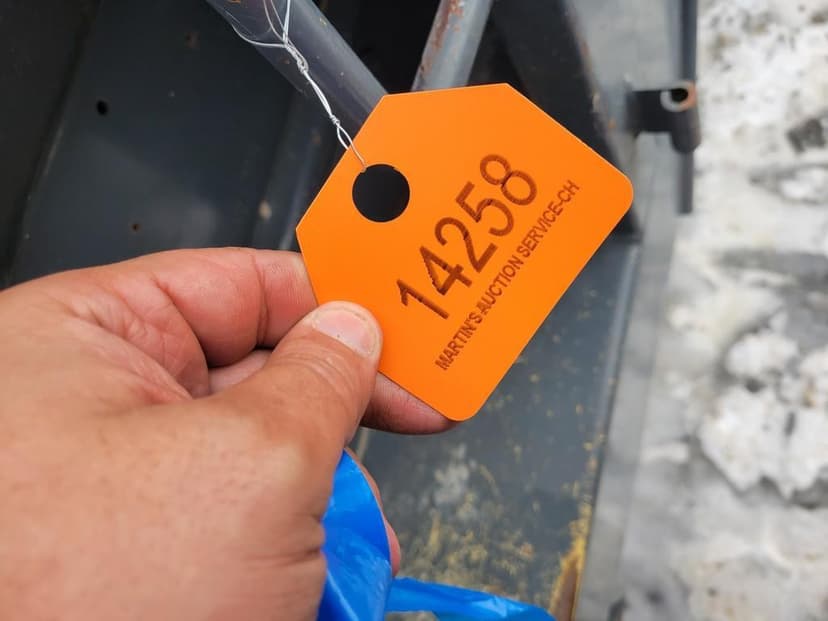 14258
MARTIN'S AUCTION SERVICE-CH